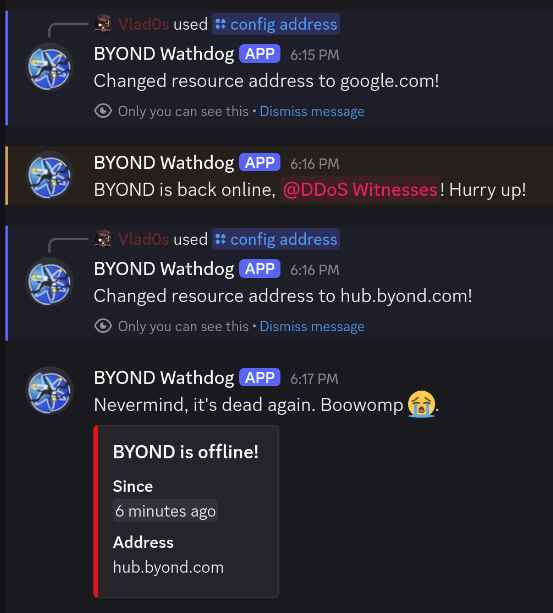 Vlad0s used config address
BYOND Wathdog APP 6:15 PM
Changed resource address to google.com!
Only you can see this • Dismiss message
BYOND Wathdog APP 6:16 PM
BYOND is back online, @DDoS Witnesses! Hurry up!
Vlad0s used config address
BYOND Wathdog APP 6:16 PM
Changed resource address to hub.byond.com!
Only you can see this • Dismiss message
BYOND Wathdog APP 6:17 PM
Nevermind, it's dead again. Boowomp 😭.
BYOND is offline!
Since
6 minutes ago
Address
hub.byond.com